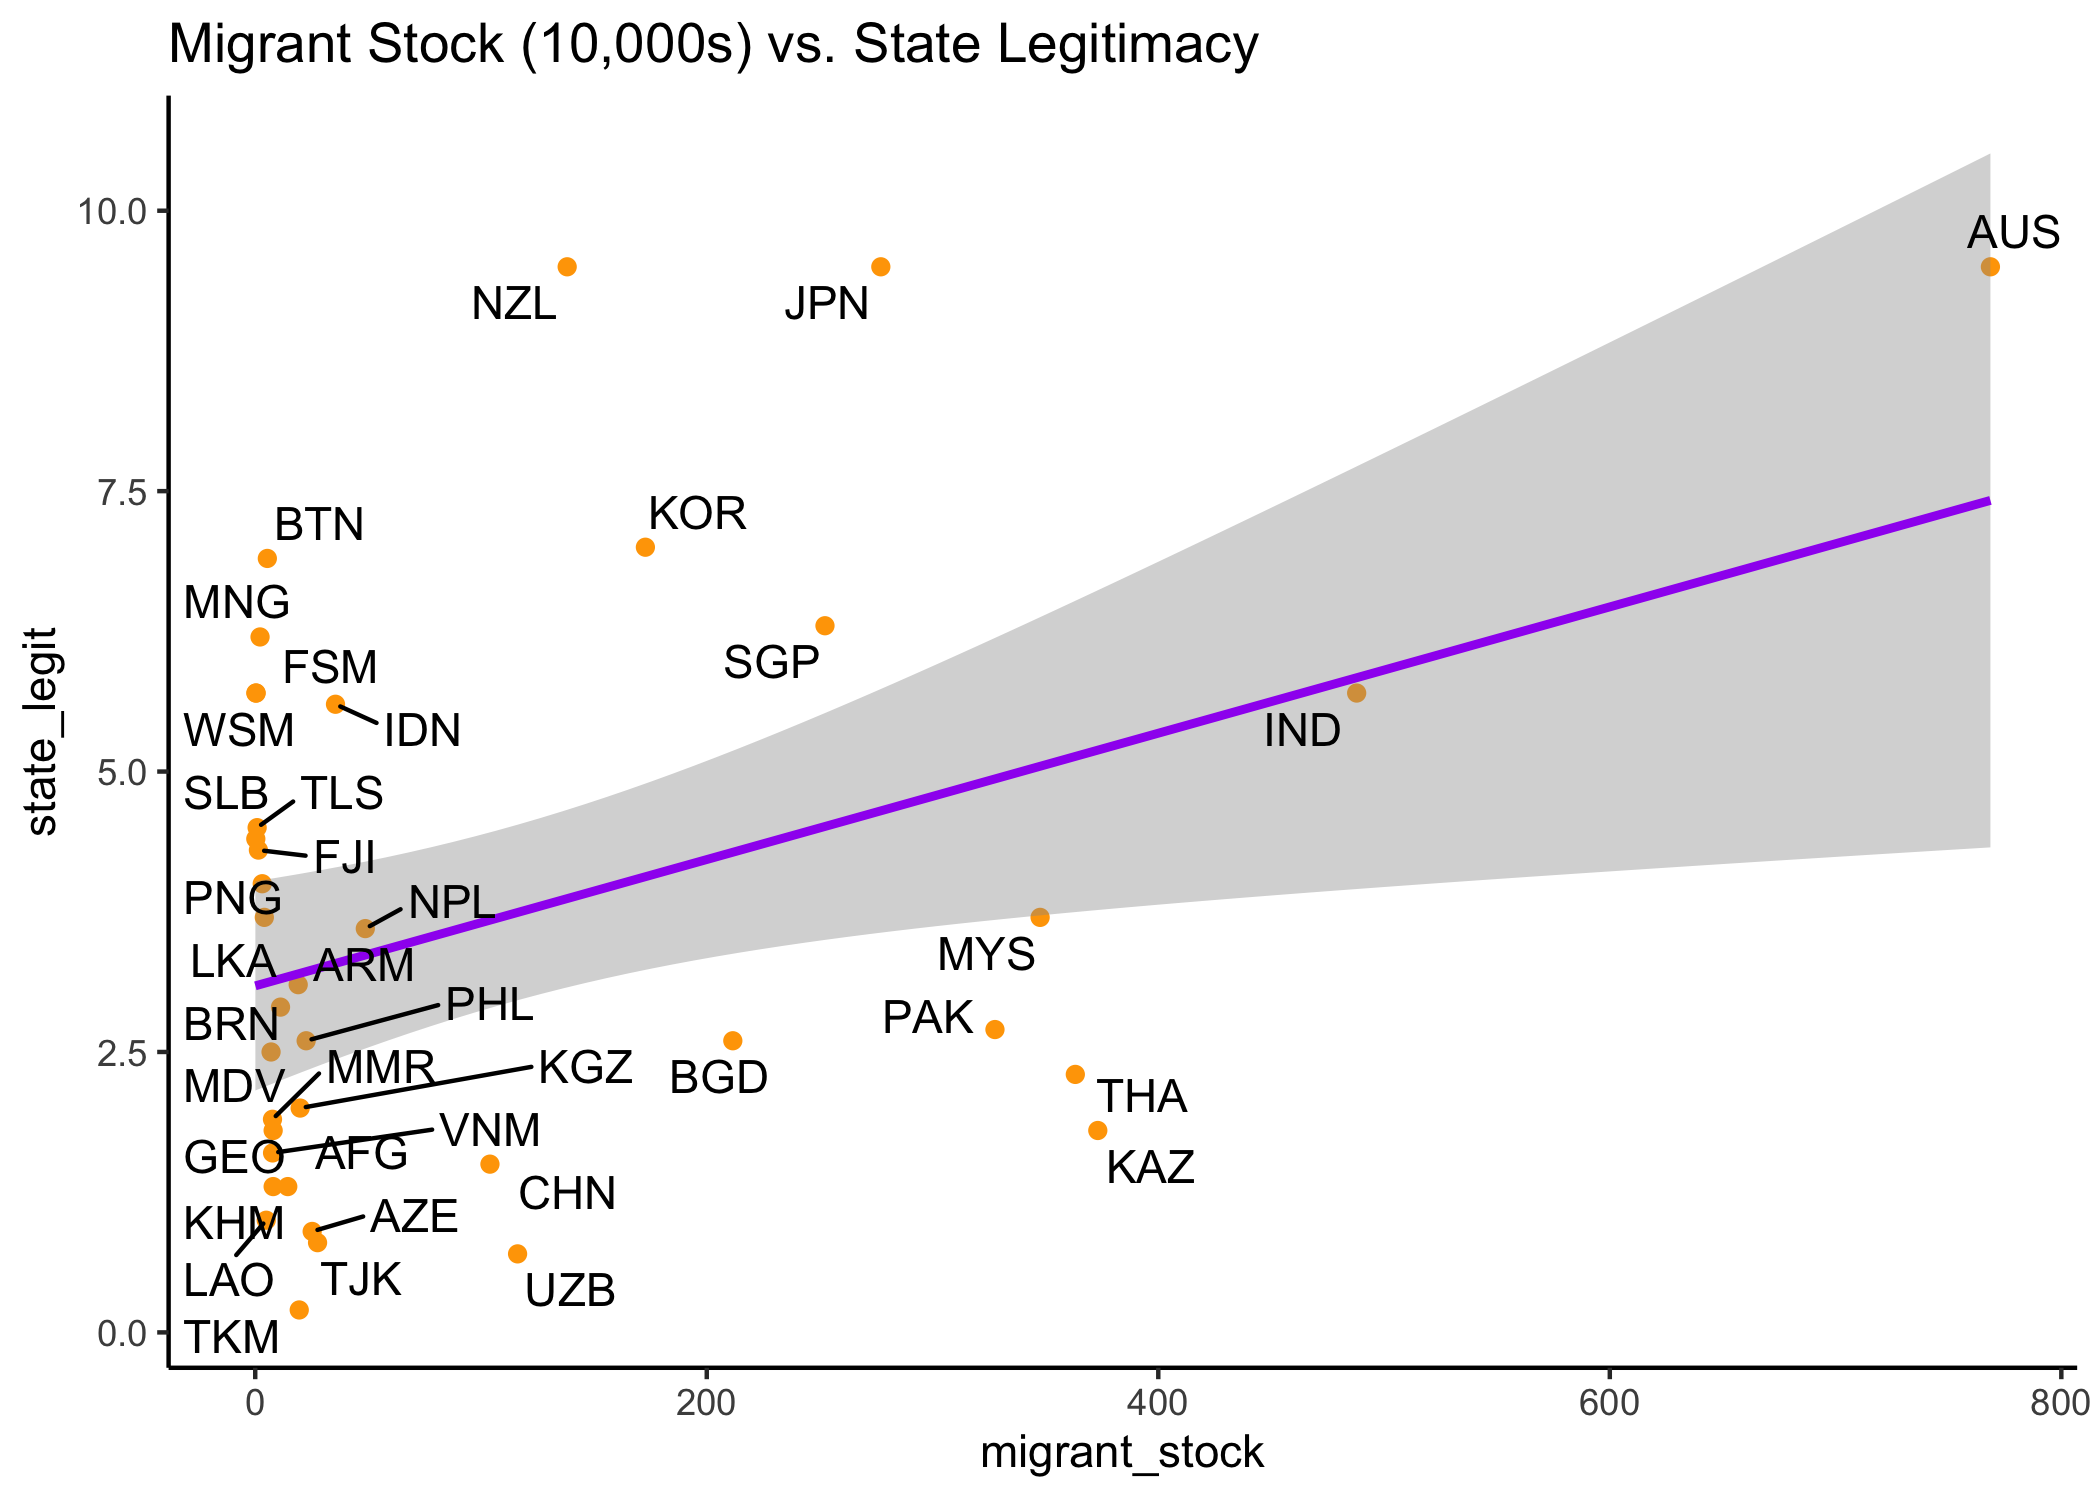 Migrant Stock (10,000s) vs. State Legitimacy
state_legit
10.0
7.5
5.0
2.5
0.0
AUS
NZL
JPN
BTN
KOR
MNG
FSM
SGP
WSM
IDN
IND
SLB
TLS
FJI
PNG
NPL
LKA
ARM
MYS
BRN
PHL
PAK
MDV
MMR
KGZ
BGD
THA
GEO
AFG
VNM
KAZ
CHN
KHM
AZE
LAO
TJK
UZB
TKM
0
200
400
600
800
migrant_stock